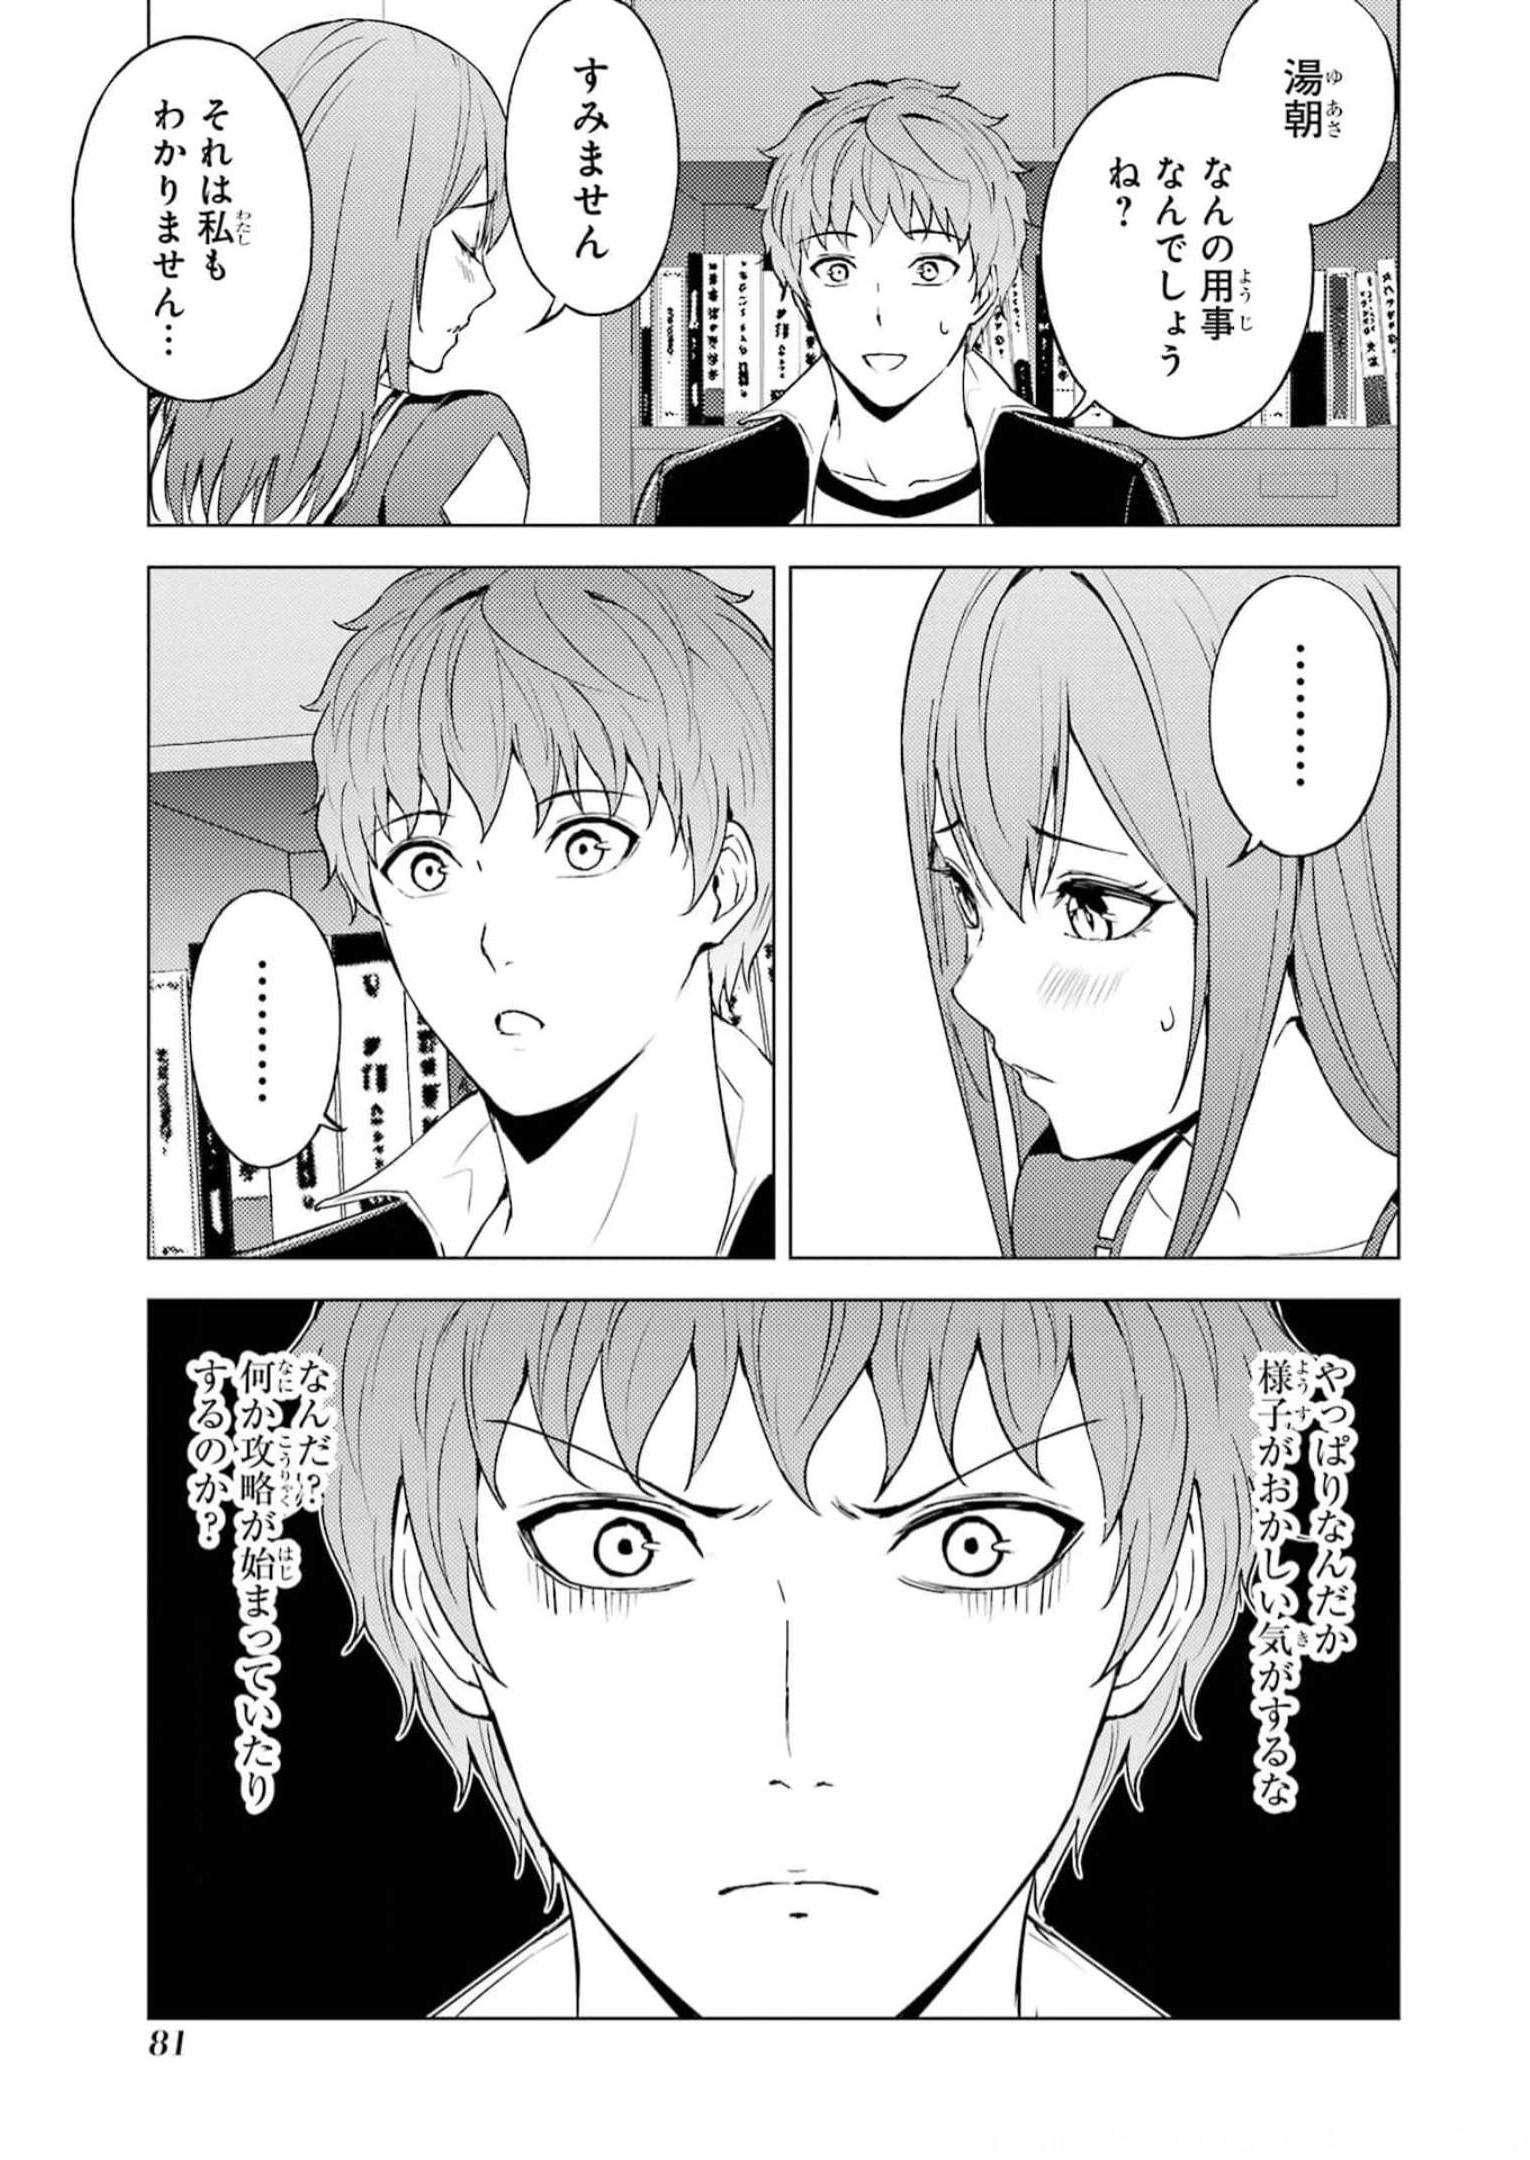 湯朝
なんの用事
なんでしょう
ね？
すみません
それは私も
わかりません…
………
………
やっぱりなんだか
様子がおかしい気がするな
なんだ？
何か攻略が始まっていたり
するのか？
81